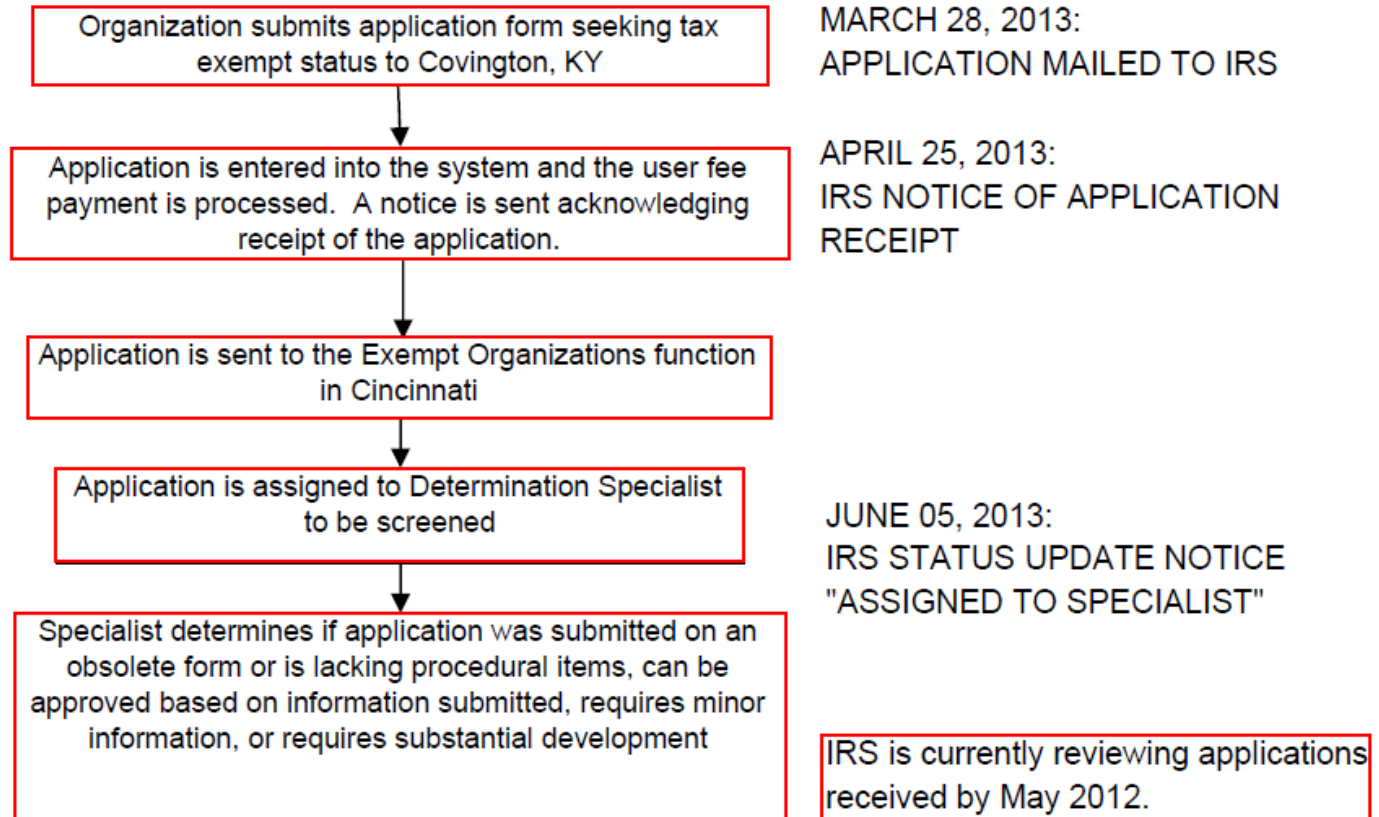 Organization submits application form seeking tax
exempt status to Covington, KY
MARCH 28, 2013:
APPLICATION MAILED TO IRS
Application is entered into the system and the user fee
payment is processed.  A notice is sent acknowledging
receipt of the application.
APRIL 25, 2013:
IRS NOTICE OF APPLICATION
RECEIPT
Application is sent to the Exempt Organizations function
in Cincinnati
Application is assigned to Determination Specialist
to be screened
JUNE 05, 2013:
IRS STATUS UPDATE NOTICE
"ASSIGNED TO SPECIALIST"
Specialist determines if application was submitted on an
obsolete form or is lacking procedural items, can be
approved based on information submitted, requires minor
information, or requires substantial development
IRS is currently reviewing applications
received by May 2012.